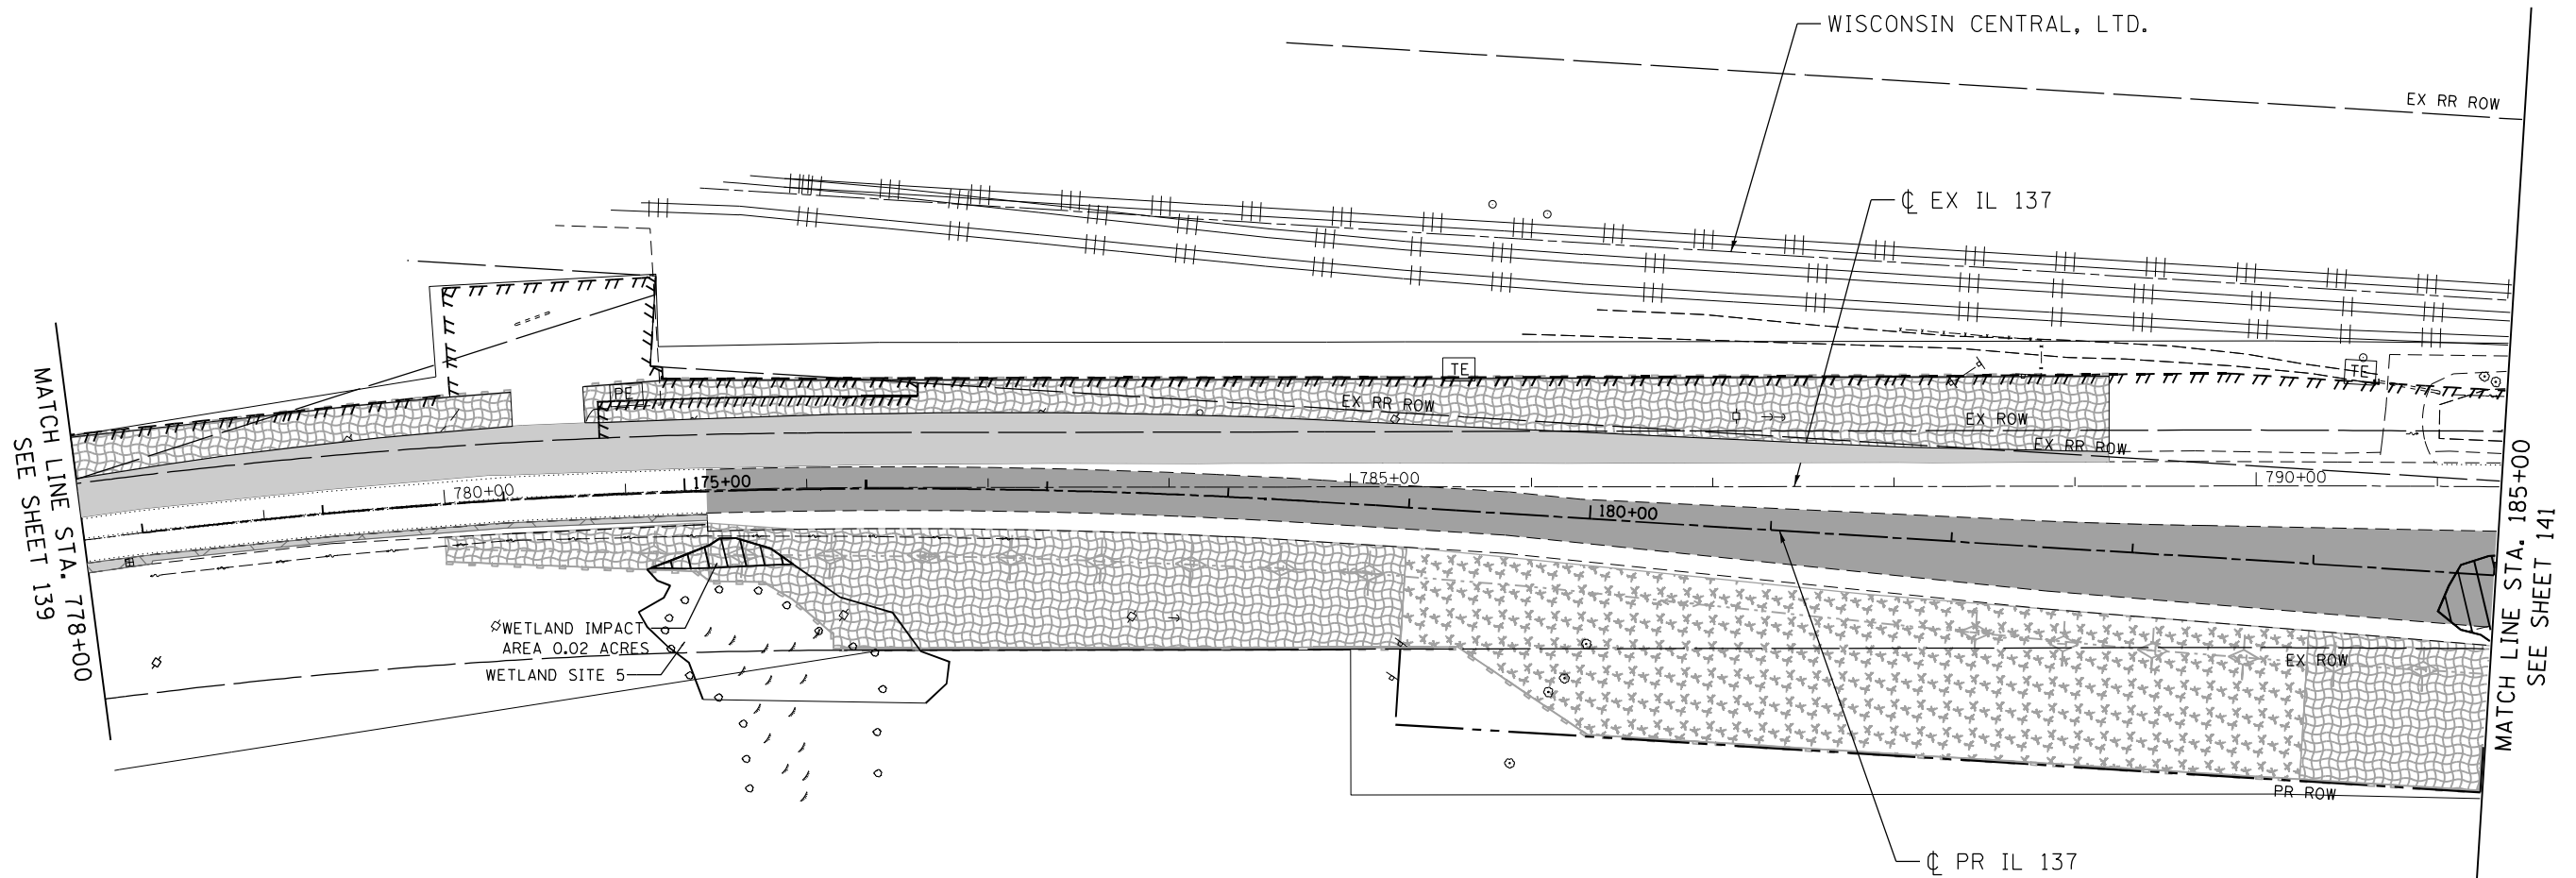 WISCONSIN CENTRAL, LTD.
EX RR ROW
℄ EX IL 137
TE
TE
PE
EX RR ROW
EX ROW
EX RR ROW
780+00
175+00
785+00
790+00
180+00
MATCH LINE STA. 778+00
SEE SHEET 139
WETLAND IMPACT
AREA 0.02 ACRES
WETLAND SITE 5
EX ROW
PR ROW
℄ PR IL 137
MATCH LINE STA. 185+00
SEE SHEET 141